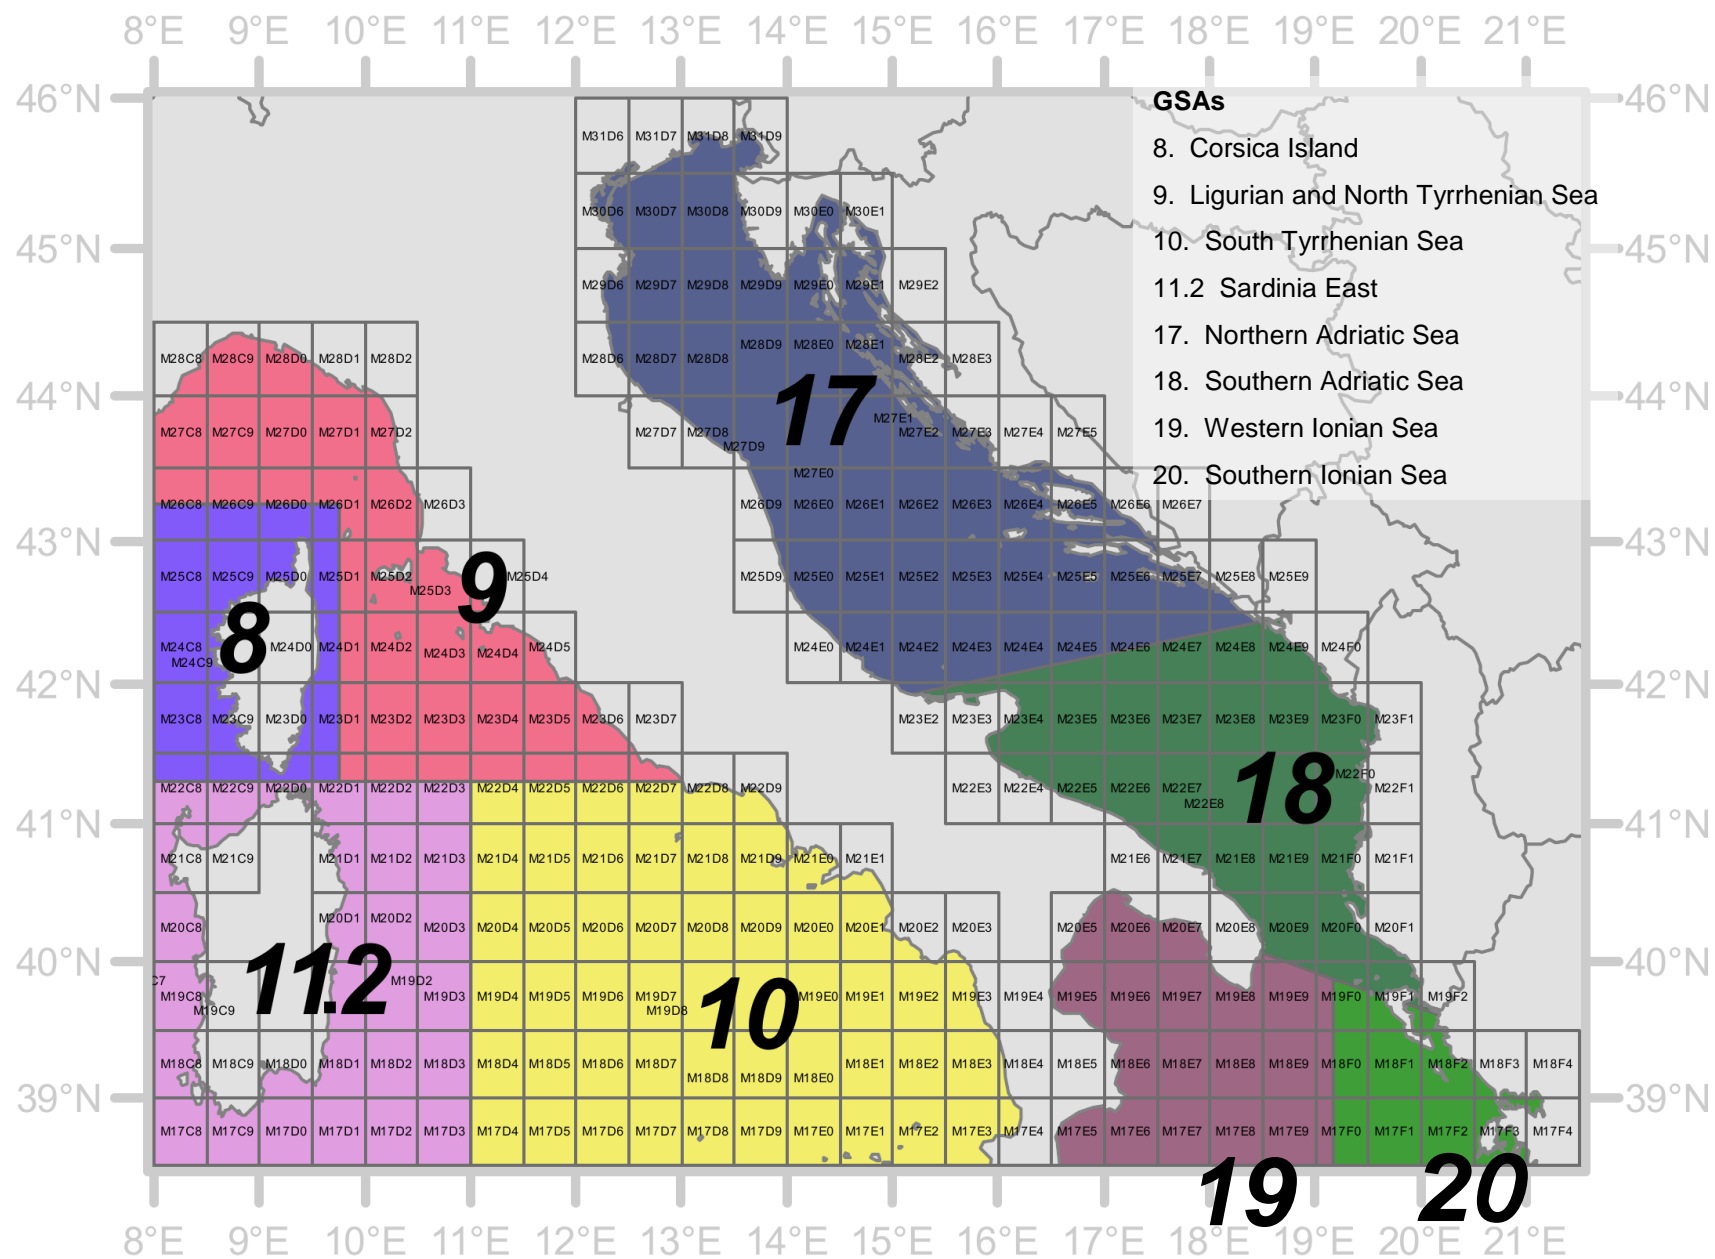 8°E 9°E 10°E 11°E 12°E 13°E 14°E 15°E 16°E 17°E 18°E 19°E 20°E 21°E
46°N 46°N
GSAs
8. Corsica Island
9. Ligurian and North Tyrrhenian Sea
10. South Tyrrhenian Sea
11.2 Sardinia East
17. Northern Adriatic Sea
18. Southern Adriatic Sea
19. Western Ionian Sea
20. Southern Ionian Sea
M31D6 M31D7 M31D8 M31D9
M30D6 M30D7 M30D8 M30D9 M30E0 M30E1
45°N 45°N
M29D6 M29D7 M29D8 M29D9 M29E0 M29E1 M29E2
M28C8 M28C9 M28D0 M28D1 M28D2 M28D6 M28D7 M28D8 M28D9 M28E0 M28E1 M28E2 M28E3
44°N 17 44°N
M27C8 M27C9 M27D0 M27D1 M27D2 M27D7 M27D8 M27D9 M27E0 M27E1 M27E2 M27E3 M27E4 M27E5
M26C8 M26C9 M26D0 M26D1 M26D2 M26D3 M26D9 M26E0 M26E1 M26E2 M26E3 M26E4 M26E5 M26E6 M26E7
43°N 43°N
M25C8 M25C9 M25D0 M25D1 M25D2 M25D3 9 M25D4 M25D9 M25E0 M25E1 M25E2 M25E3 M25E4 M25E5 M25E6 M25E7 M25E8 M25E9
M24C8 M24C9 8 M24D0 M24D1 M24D2 M24D3 M24D4 M24D5 M24E0 M24E1 M24E2 M24E3 M24E4 M24E5 M24E6 M24E7 M24E8 M24E9 M24F0
42°N 42°N
M23C8 M23C9 M23D0 M23D1 M23D2 M23D3 M23D4 M23D5 M23D6 M23D7 M23E2 M23E3 M23E4 M23E5 M23E6 M23E7 M23E8 M23E9 M23F0 M23F1
M22C8 M22C9 M22D0 M22D1 M22D2 M22D3 M22D4 M22D5 M22D6 M22D7 M22D8 M22D9 M22E3 M22E4 M22E5 M22E6 M22E7 M22E8 18 M22F0 M22F1
41°N 41°N
M21C8 M21C9 M21D1 M21D2 M21D3 M21D4 M21D5 M21D6 M21D7 M21D8 M21D9 M21E0 M21E1 M21E6 M21E7 M21E8 M21E9 M21F0 M21F1
M20C8 M20D1 M20D2 M20D3 M20D4 M20D5 M20D6 M20D7 M20D8 M20D9 M20E0 M20E1 M20E2 M20E3 M20E5 M20E6 M20E7 M20E8 M20E9 M20F0 M20F1
40°N 40°N
C7 M19C8 M19C9 11.2 M19D2 M19D3 M19D4 M19D5 M19D6 M19D7 M19D8 10 M19E0 M19E1 M19E2 M19E3 M19E4 M19E5 M19E6 M19E7 M19E8 M19E9 M19F0 M19F1 M19F2
M18C8 M18C9 M18D0 M18D1 M18D2 M18D3 M18D4 M18D5 M18D6 M18D7 M18D8 M18D9 M18E0 M18E1 M18E2 M18E3 M18E4 M18E5 M18E6 M18E7 M18E8 M18E9 M18F0 M18F1 M18F2 M18F3 M18F4
39°N 39°N
M17C8 M17C9 M17D0 M17D1 M17D2 M17D3 M17D4 M17D5 M17D6 M17D7 M17D8 M17D9 M17E0 M17E1 M17E2 M17E3 M17E4 M17E5 M17E6 M17E7 M17E8 M17E9 M17F0 M17F1 M17F2 M17F3 M17F4
19 20
8°E 9°E 10°E 11°E 12°E 13°E 14°E 15°E 16°E 17°E 18°E 19°E 20°E 21°E